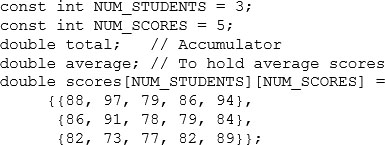 const int NUM_STUDENTS = 3;
const int NUM_SCORES = 5;
double total;   // Accumulator
double average; // To hold average scores
double scores[NUM_STUDENTS][NUM_SCORES] =
     {{88, 97, 79, 86, 94},
      {86, 91, 78, 79, 84},
      {82, 73, 77, 82, 89}};